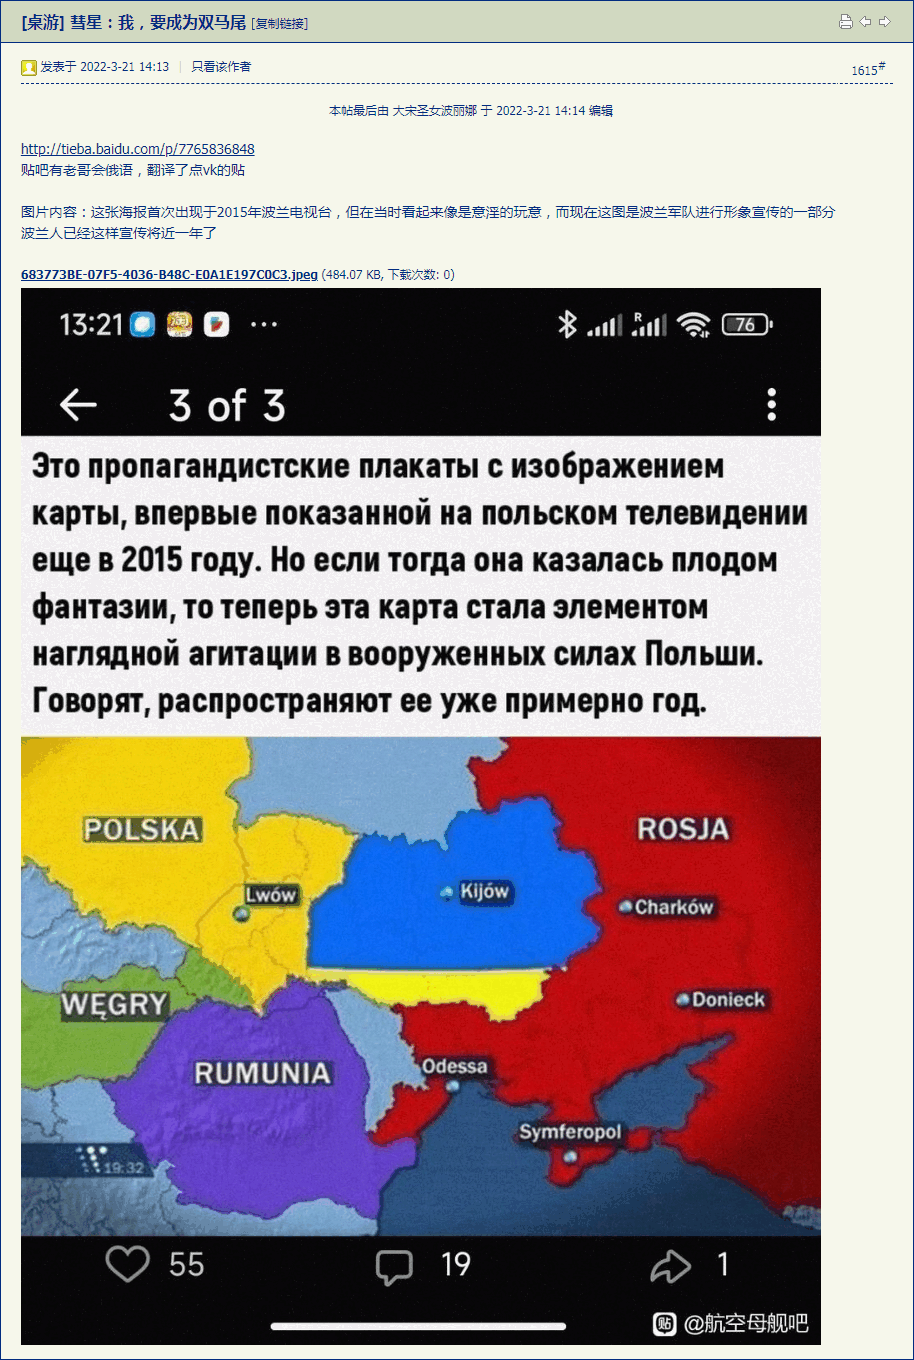 [桌游] 彗星：我，要成为双马尾 [复制链接]
发表于 2022-3-21 14:13 | 只看该作者
1615#
本帖最后由 大宋圣女波丽娜 于 2022-3-21 14:14 编辑
http://tieba.baidu.com/p/7765836848
贴吧有老哥会俄语，翻译了点vk的贴
图片内容：这张海报首次出现于2015年波兰电视台，但在当时看起来像是意淫的玩意，而现在这图是波兰军队进行形象宣传的一部分
波兰人已经这样宣传将近一年了
683773BE-07F5-4036-B48C-E0A1E197C0C3.jpeg (484.07 KB, 下载次数: 0)
13:21 ··· R 76
3 of 3
Это пропагандистские плакаты с изображением
карты, впервые показанной на польском телевидении
еще в 2015 году. Но если тогда она казалась плодом
фантазии, то теперь эта карта стала элементом
наглядной агитации в вооруженных силах Польши.
Говорят, распространяют ее уже примерно год.
POLSKA
ROSJA
Lwów
Kijów
Charków
WĘGRY
Donieck
RUMUNIA
Odessa
Symferopol
19:32
55 19 1
贴 @航空母舰吧